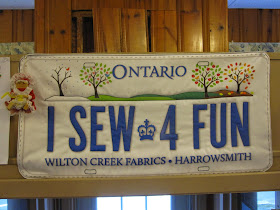 ONTARIO
I SEW 4 FUN
WILTON CREEK FABRICS • HARROWSMITH